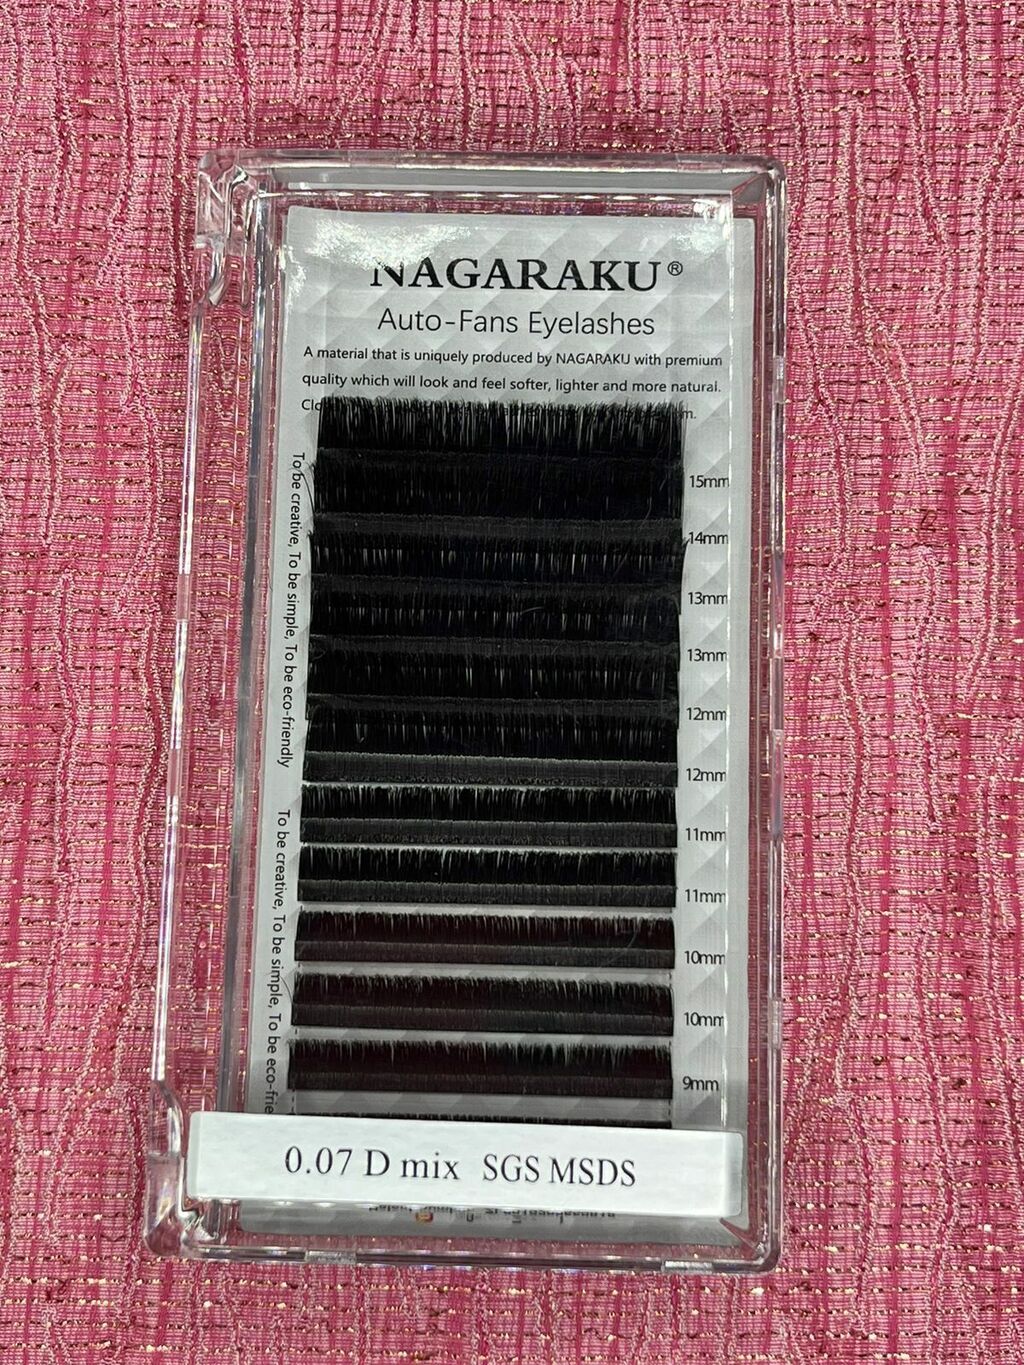 NAGARAKU®
Auto-Fans Eyelashes
A material that is uniquely produced by NAGARAKU with premium
quality which will look and feel softer, lighter and more natural.
15mm
14mm
13mm
13mm
12mm
12mm
11mm
11mm
10mm
10mm
9mm
To be creative, To be simple, To be eco-friendly
To be creative, To be simple, To be eco-frie
0.07 D mix SGS MSDS